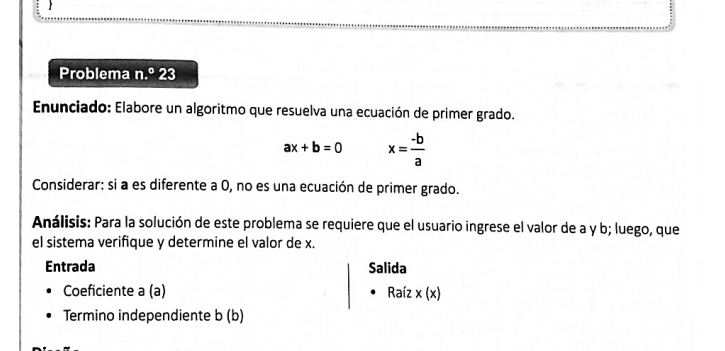 }
Problema n.º 23
Enunciado: Elabore un algoritmo que resuelva una ecuación de primer grado.
ax + b = 0 x = -b
a
Considerar: si a es diferente a 0, no es una ecuación de primer grado.
Análisis: Para la solución de este problema se requiere que el usuario ingrese el valor de a y b; luego, que
el sistema verifique y determine el valor de x.
Entrada Salida
• Coeficiente a (a) • Raíz x (x)
• Termino independiente b (b)